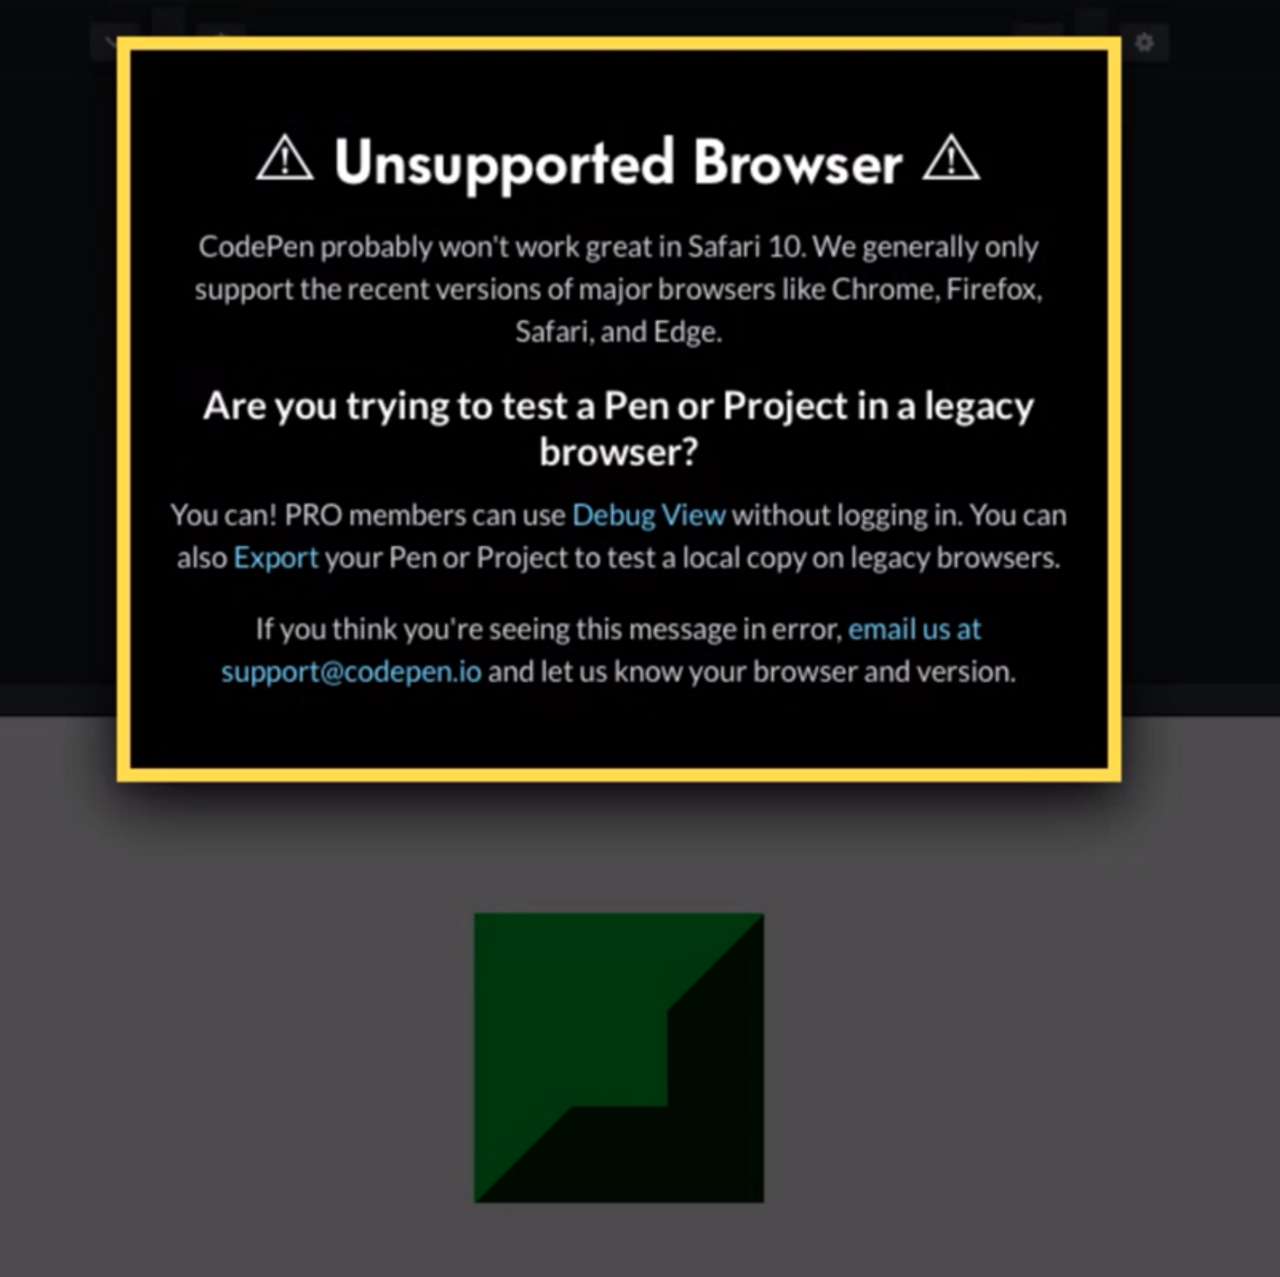 ⚠ Unsupported Browser ⚠
CodePen probably won't work great in Safari 10. We generally only
support the recent versions of major browsers like Chrome, Firefox,
Safari, and Edge.
Are you trying to test a Pen or Project in a legacy
browser?
You can! PRO members can use Debug View without logging in. You can
also Export your Pen or Project to test a local copy on legacy browsers.
If you think you're seeing this message in error, email us at
support@codepen.io and let us know your browser and version.